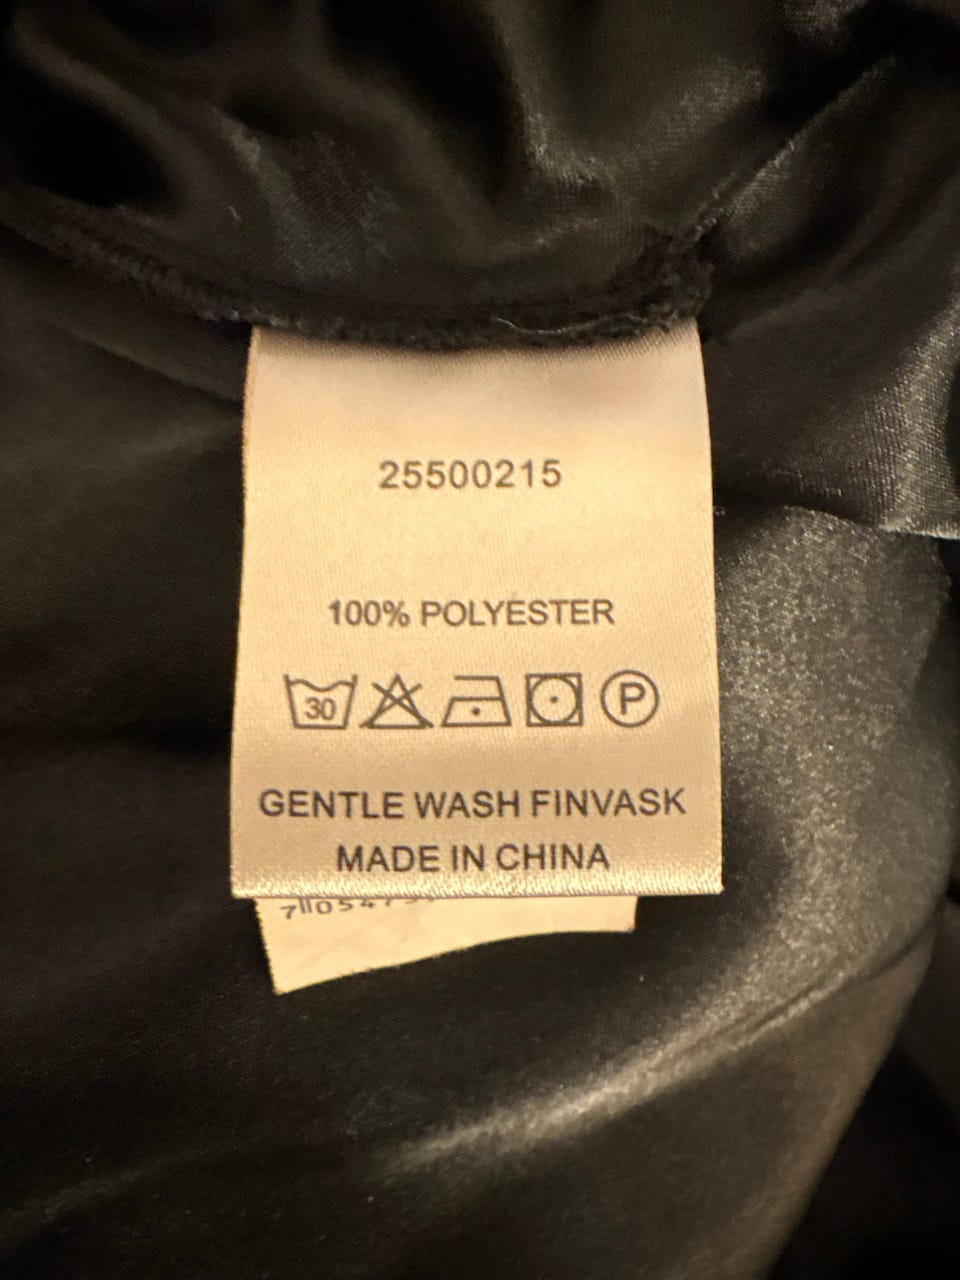 25500215
100% POLYESTER
30 P
GENTLE WASH FINVASK
MADE IN CHINA